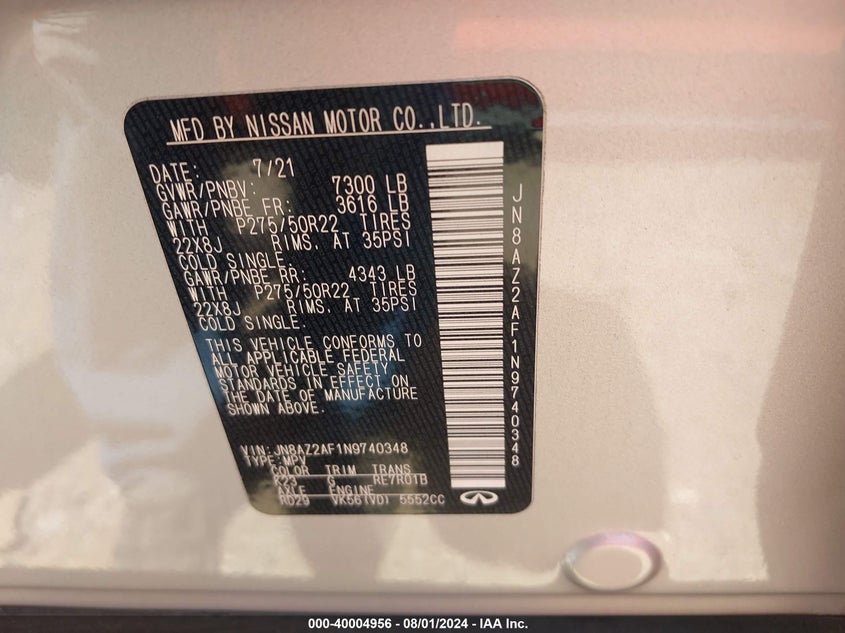 MFD BY NISSAN MOTOR CO.,LTD.
DATE: 7/21
GVWR/PNBV: 7300 LB
GAWR/PNBE FR: 3616 LB
WITH P275/50R22 TIRES
22X8J RIMS. AT 35PSI
COLD SINGLE.
GAWR/PNBE RR: 4343 LB
WITH P275/50R22 TIRES
22X8J RIMS. AT 35PSI
COLD SINGLE.
THIS VEHICLE CONFORMS TO
ALL APPLICABLE FEDERAL
MOTOR VEHICLE SAFETY
STANDARDS IN EFFECT ON
THE DATE OF MANUFACTURE
SHOWN ABOVE.
VIN:JN8AZ2AF1N9740348
TYPE:MPV
COLOR TRIM TRANS
K23 G RE7R01B
AXLE ENGINE
RD29 VK56(VD) 5552CC
JN8AZ2AF1N9740348
000-40004956 - 08/01/2024 - IAA Inc.